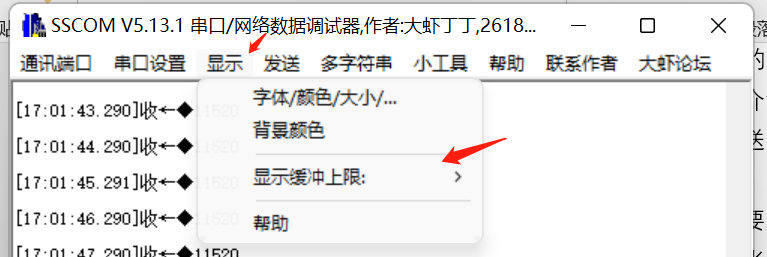 SSCOM V5.13.1 串口/网络数据调试器,作者:大虾丁丁,2618...
通讯端口 串口设置 显示 发送 多字符串 小工具 帮助 联系作者 大虾论坛
字体/颜色/大小/...
背景颜色
显示缓冲上限:
帮助
[17:01:43.290]收←◆11520
[17:01:44.290]收←◆
[17:01:45.291]收←◆
[17:01:46.290]收←◆11520
[17:01:47.290]收←◆11520
的
个
送
要